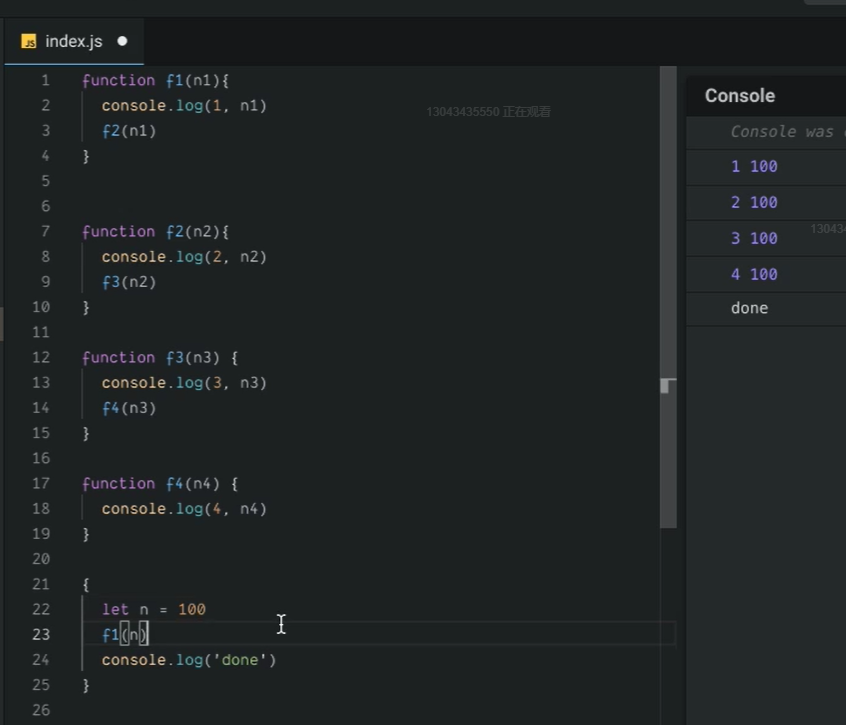 JS index.js
1 function f1(n1){
2 console.log(1, n1)
3 f2(n1)
4 }
5
6
7 function f2(n2){
8 console.log(2, n2)
9 f3(n2)
10 }
11
12 function f3(n3) {
13 console.log(3, n3)
14 f4(n3)
15 }
16
17 function f4(n4) {
18 console.log(4, n4)
19 }
20
21 {
22 let n = 100
23 f1(n)
24 console.log('done')
25 }
26
13043435550 正在观看
Console
Console was
1 100
2 100
3 100
4 100
done
13043